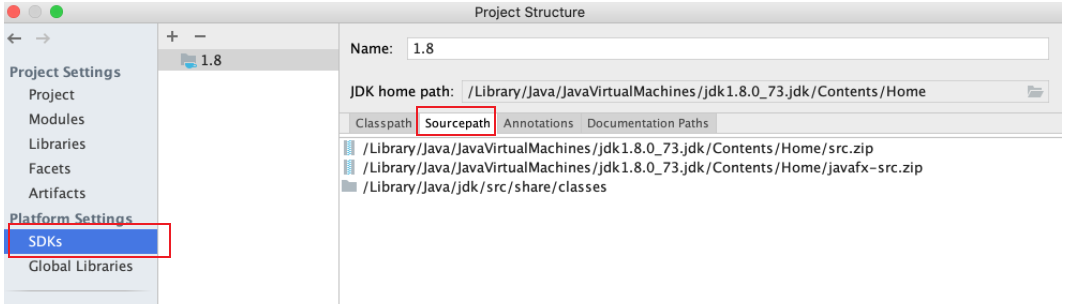 Project Structure
Project Settings
Project
Modules
Libraries
Facets
Artifacts
Platform Settings
SDKs
Global Libraries
1.8
Name: 1.8
JDK home path: /Library/Java/JavaVirtualMachines/jdk1.8.0_73.jdk/Contents/Home
Classpath Sourcepath Annotations Documentation Paths
/Library/Java/JavaVirtualMachines/jdk1.8.0_73.jdk/Contents/Home/src.zip
/Library/Java/JavaVirtualMachines/jdk1.8.0_73.jdk/Contents/Home/javafx-src.zip
/Library/Java/jdk/src/share/classes